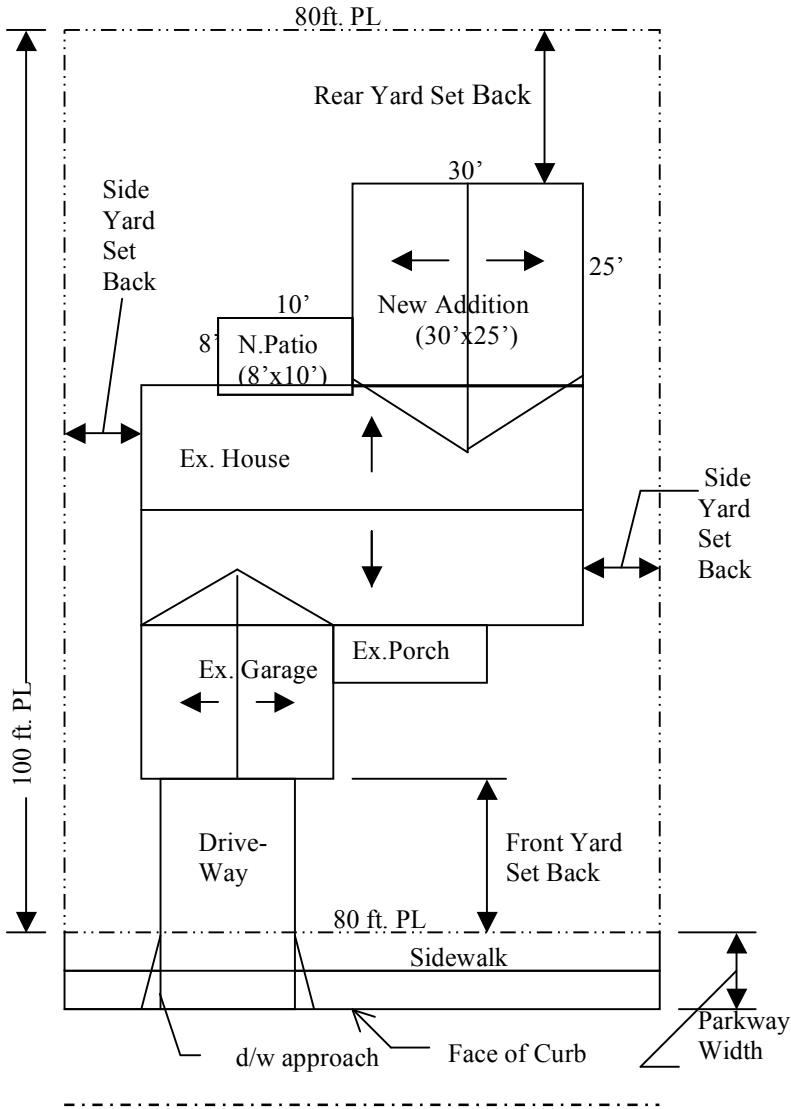 80ft. PL
Rear Yard Set Back
30’
Side
Yard
Set
Back
25’
10’
New Addition
(30’x25’)
8’
N.Patio
(8’x10’)
Ex. House
Side
Yard
Set
Back
Ex.Porch
Ex. Garage
100 ft. PL
Drive-
Way
Front Yard
Set Back
80 ft. PL
Sidewalk
Parkway
Width
d/w approach
Face of Curb